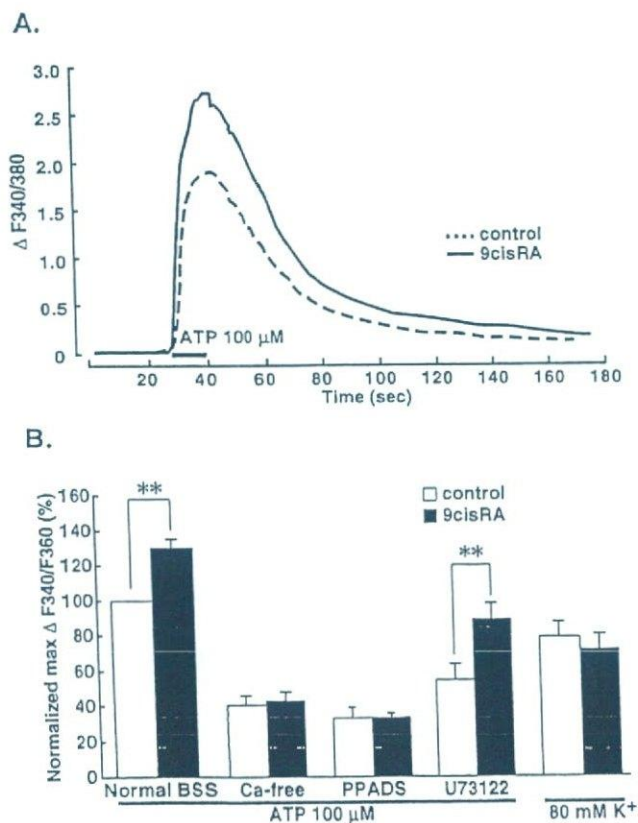 A.
3.0
2.5
2.0
1.5
1.0
0.5
0
Δ F340/380
control
9cisRA
ATP 100 μM
20 40 60 80 100 120 140 160 180
Time (sec)
B.
160
140
120
100
80
60
40
20
0
Normalized max Δ F340/F360 (%)
**
**
control
9cisRA
Normal BSS Ca-free PPADS U73122
ATP 100 μM 80 mM K+